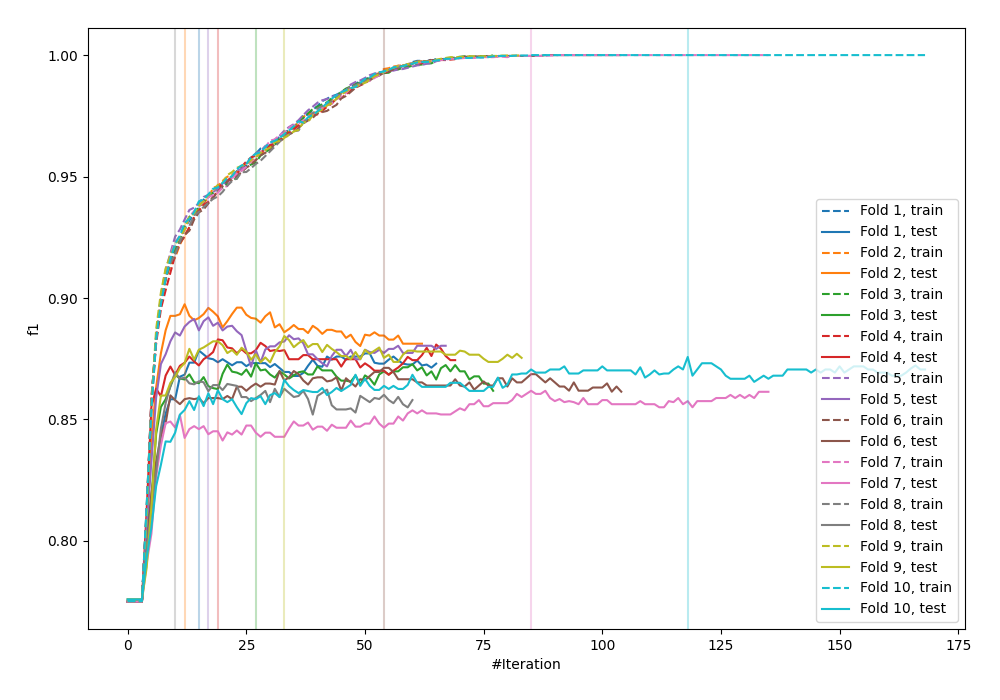 1.00
0.95
0.90
0.85
0.80
f1
0
25
50
75
100
125
150
175
#Iteration
Fold 1, train
Fold 1, test
Fold 2, train
Fold 2, test
Fold 3, train
Fold 3, test
Fold 4, train
Fold 4, test
Fold 5, train
Fold 5, test
Fold 6, train
Fold 6, test
Fold 7, train
Fold 7, test
Fold 8, train
Fold 8, test
Fold 9, train
Fold 9, test
Fold 10, train
Fold 10, test